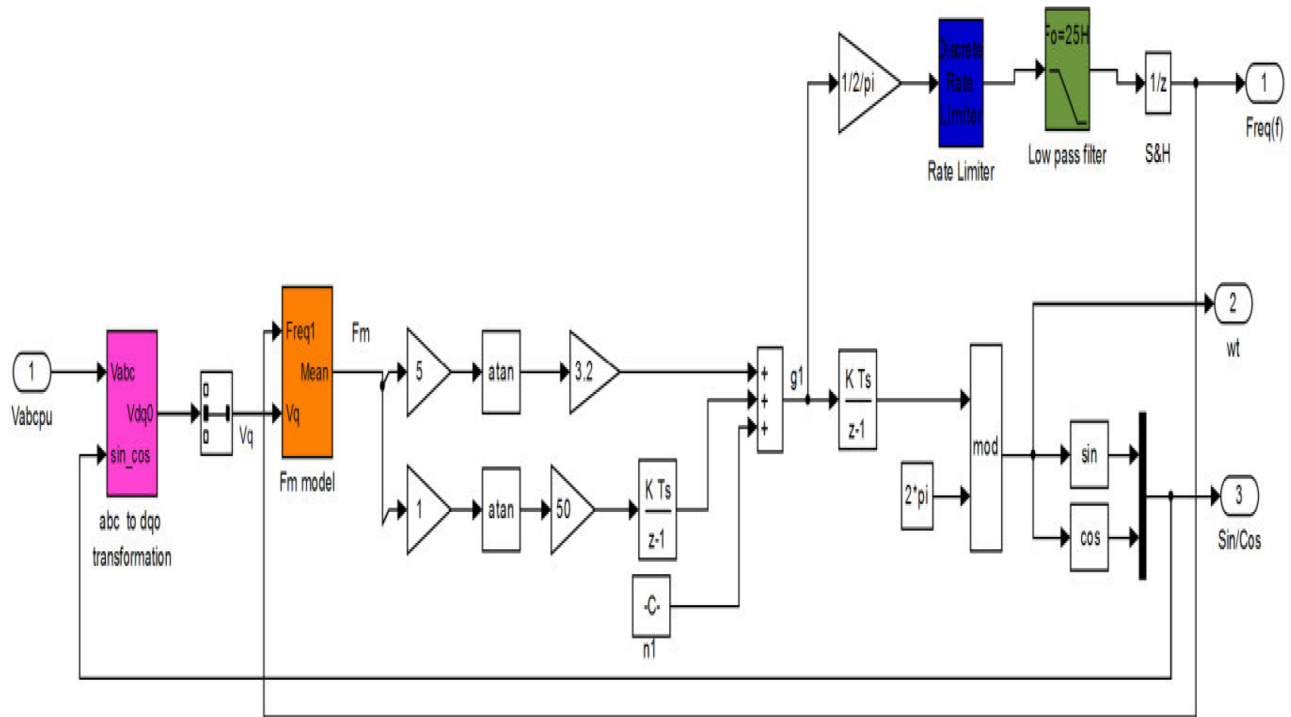 Fo=25H
1/2/pi
Discrete
Rate
Limiter
1/z
1
Freq(f)
Rate Limiter
Low pass filter
S&H
2
wt
Freq1
Fm
Mean
Vq
Fm model
1
Vabcpu
Vabc
Vdq0
sin_cos
abc to dqo
transformation
Vq
5
atan
3.2
+
+
+
g1
K Ts
z-1
mod
2*pi
sin
cos
3
Sin/Cos
1
atan
50
K Ts
z-1
-C-
n1